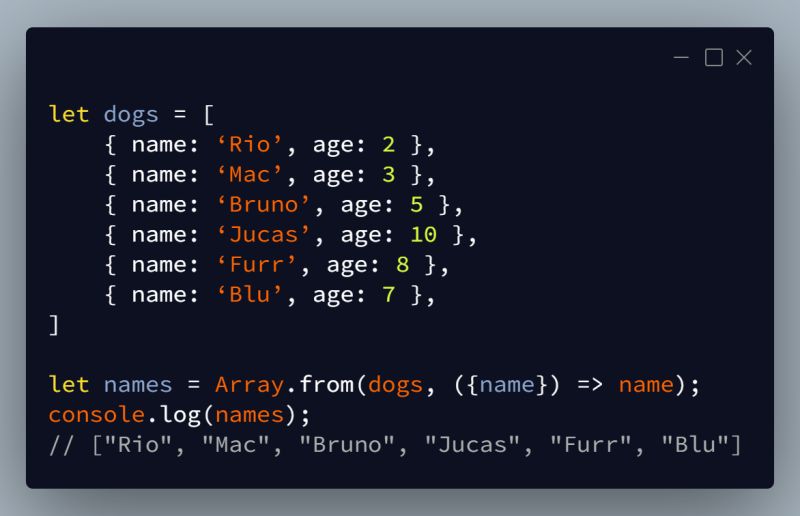 let dogs = [
    { name: ‘Rio’, age: 2 },
    { name: ‘Mac’, age: 3 },
    { name: ‘Bruno’, age: 5 },
    { name: ‘Jucas’, age: 10 },
    { name: ‘Furr’, age: 8 },
    { name: ‘Blu’, age: 7 },
]
let names = Array.from(dogs, ({name}) => name);
console.log(names);
// ["Rio", "Mac", "Bruno", "Jucas", "Furr", "Blu"]